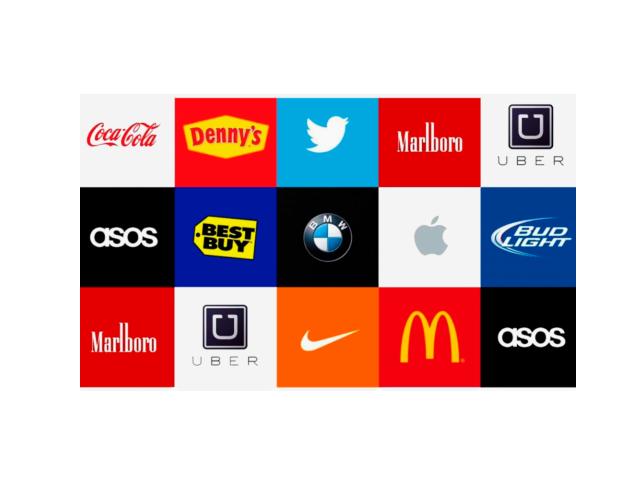 Coca-Cola
Denny's
Marlboro
U
UBER
asos
BEST
BUY
BMW
BUD
LIGHT
Marlboro
U
UBER
M
asos